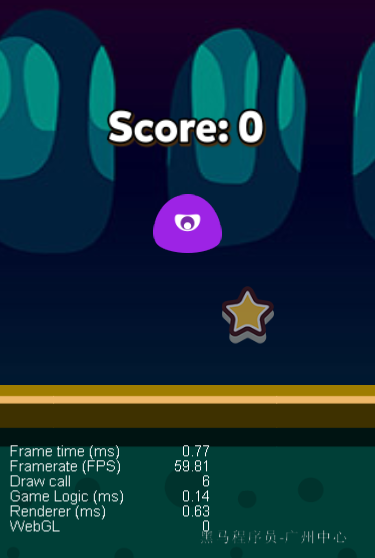 Score: 0
Frame time (ms) 0.77
Framerate (FPS) 59.81
Draw call 6
Game Logic (ms) 0.14
Renderer (ms) 0.63
WebGL 0
黑马程序员-广州中心